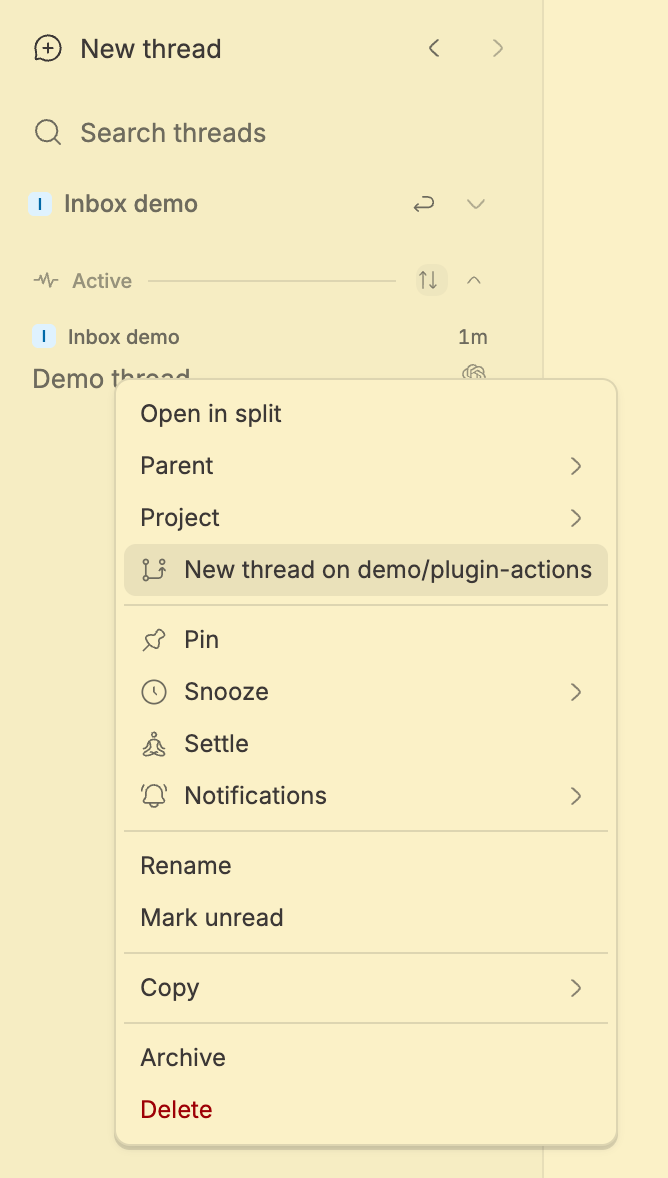 New thread
Search threads
I Inbox demo
Active
I Inbox demo 1m
Demo thread
Open in split
Parent
Project
New thread on demo/plugin-actions
Pin
Snooze
Settle
Notifications
Rename
Mark unread
Copy
Archive
Delete